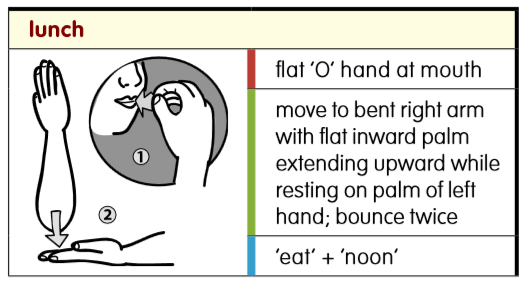 lunch
flat 'O' hand at mouth
move to bent right arm
with flat inward palm
extending upward while
resting on palm of left
hand; bounce twice
'eat' + 'noon'
1
2